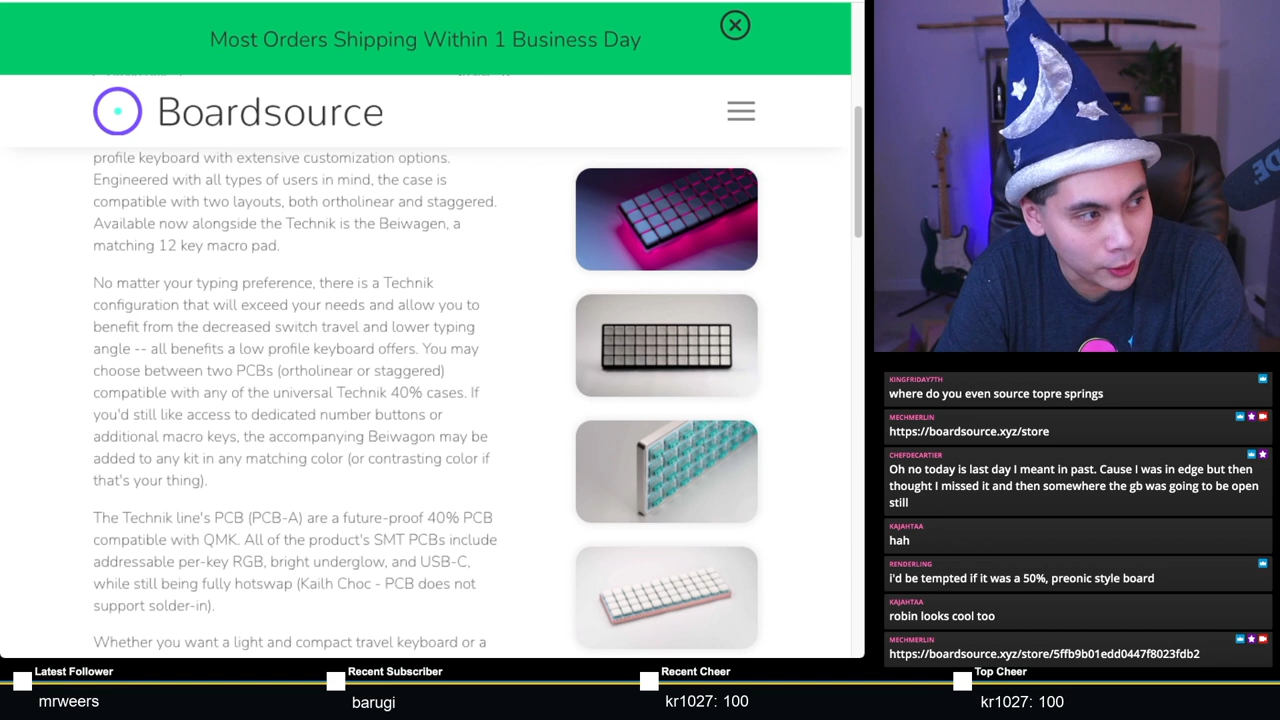 Most Orders Shipping Within 1 Business Day
Boardsource
profile keyboard with extensive customization options.
Engineered with all types of users in mind, the case is
compatible with two layouts, both ortholinear and staggered.
Available now alongside the Technik is the Beiwagen, a
matching 12 key macro pad.
No matter your typing preference, there is a Technik
configuration that will exceed your needs and allow you to
benefit from the decreased switch travel and lower typing
angle -- all benefits a low profile keyboard offers. You may
choose between two PCBs (ortholinear or staggered)
compatible with any of the universal Technik 40% cases. If
you'd still like access to dedicated number buttons or
additional macro keys, the accompanying Beiwagon may be
added to any kit in any matching color (or contrasting color if
that's your thing).
The Technik line's PCB (PCB-A) are a future-proof 40% PCB
compatible with QMK. All of the product's SMT PCBs include
addressable per-key RGB, bright underglow, and USB-C,
while still being fully hotswap (Kailh Choc - PCB does not
support solder-in).
Whether you want a light and compact travel keyboard or a
KINGFRIDAY7TH
where do you even source topre springs
MECHMERLIN
https://boardsource.xyz/store
CHEFDECARTIER
Oh no today is last day I meant in past. Cause I was in edge but then
thought I missed it and then somewhere the gb was going to be open
still
KAJAHTAA
hah
RENDERLING
i'd be tempted if it was a 50%, preonic style board
KAJAHTAA
robin looks cool too
MECHMERLIN
https://boardsource.xyz/store/5ffb9b01edd0447f8023fdb2
Latest Follower
mrweers
Recent Subscriber
barugi
Recent Cheer
kr1027: 100
Top Cheer
kr1027: 100